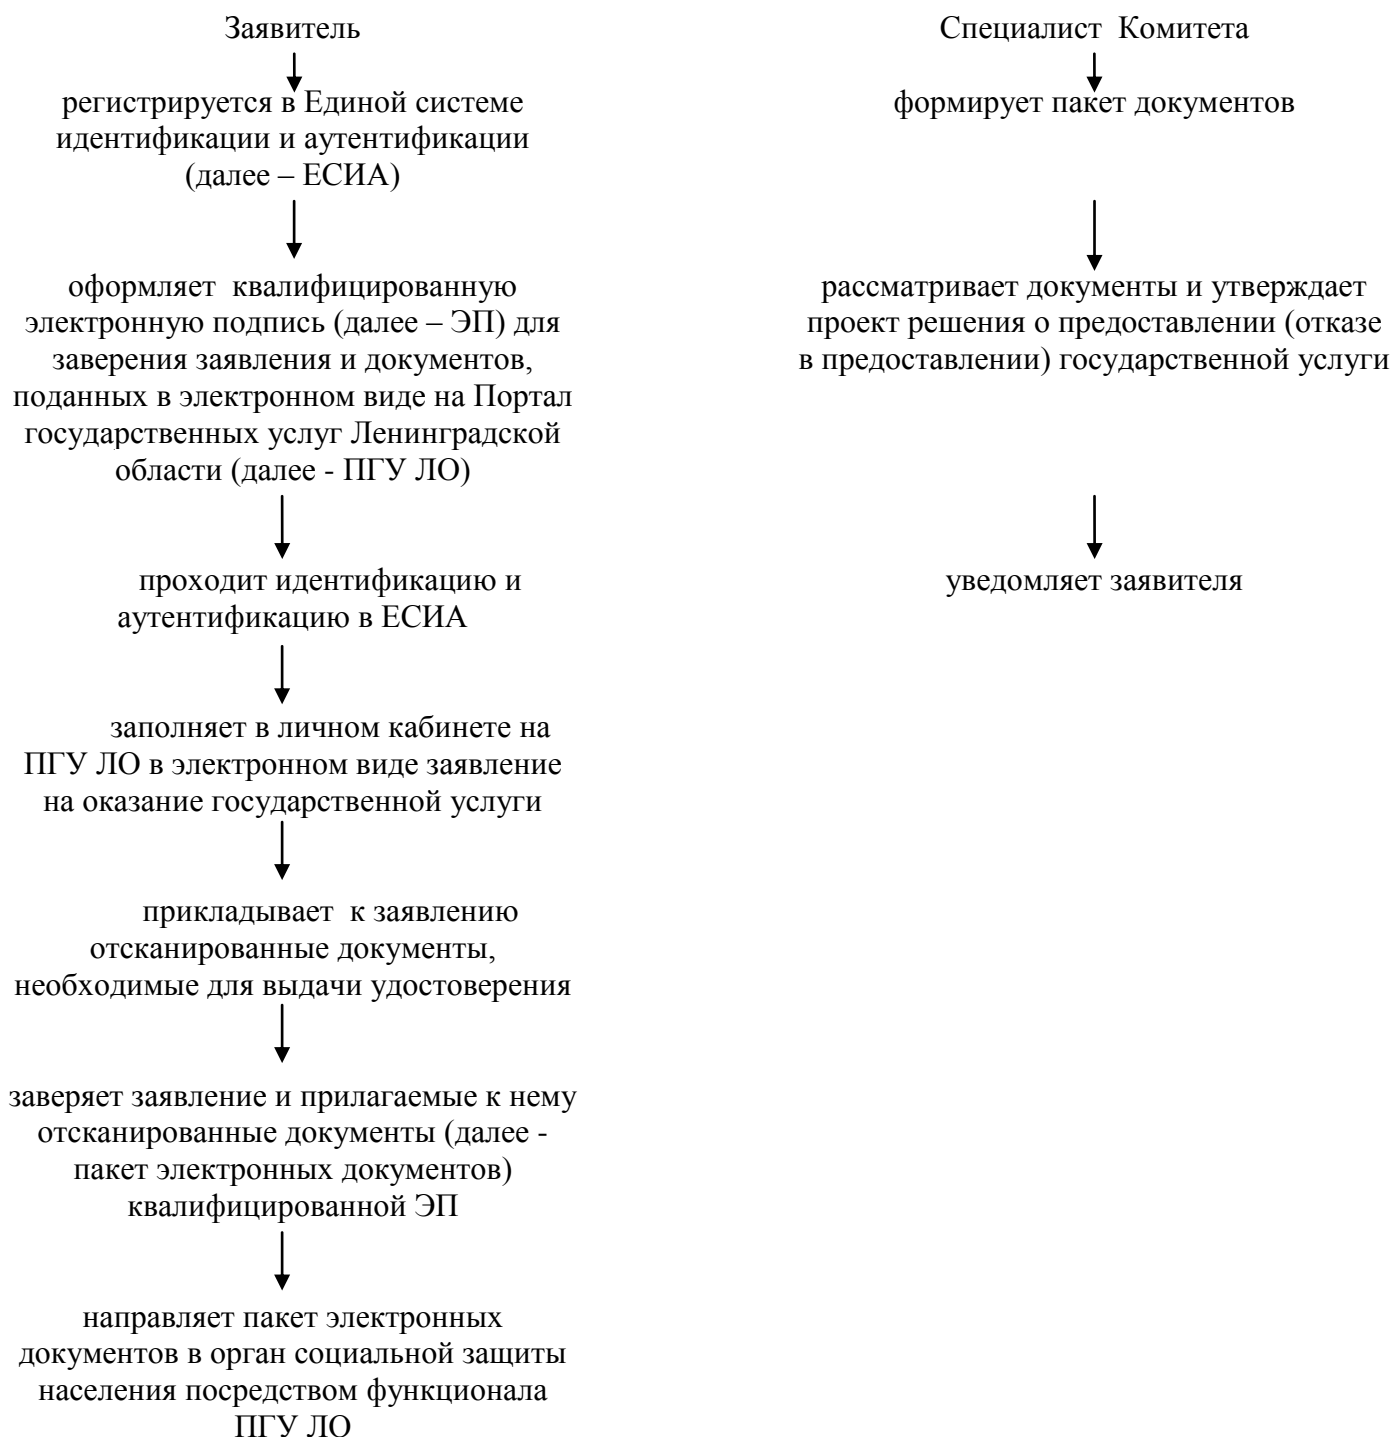 Заявитель
регистрируется в Единой системе
идентификации и аутентификации
(далее – ЕСИА)
оформляет квалифицированную
электронную подпись (далее – ЭП) для
заверения заявления и документов,
поданных в электронном виде на Портал
государственных услуг Ленинградской
области (далее - ПГУ ЛО)
проходит идентификацию и
аутентификацию в ЕСИА
заполняет в личном кабинете на
ПГУ ЛО в электронном виде заявление
на оказание государственной услуги
прикладывает к заявлению
отсканированные документы,
необходимые для выдачи удостоверения
заверяет заявление и прилагаемые к нему
отсканированные документы (далее -
пакет электронных документов)
квалифицированной ЭП
направляет пакет электронных
документов в орган социальной защиты
населения посредством функционала
ПГУ ЛО
Специалист Комитета
формирует пакет документов
рассматривает документы и утверждает
проект решения о предоставлении (отказе
в предоставлении) государственной услуги
уведомляет заявителя